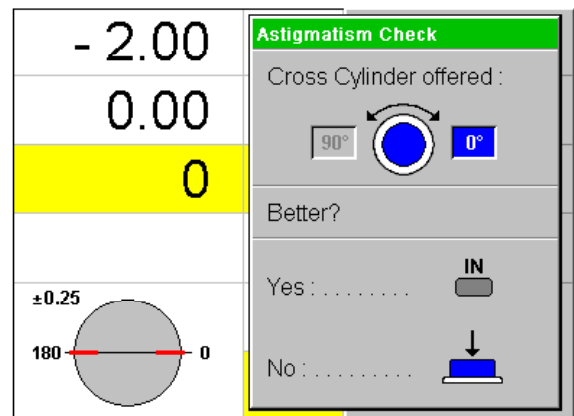 - 2.00
0.00
0
±0.25
180
0
Astigmatism Check
Cross Cylinder offered :
90°
0°
Better?
Yes : . . . . . . . .
IN
No : . . . . . . . . .